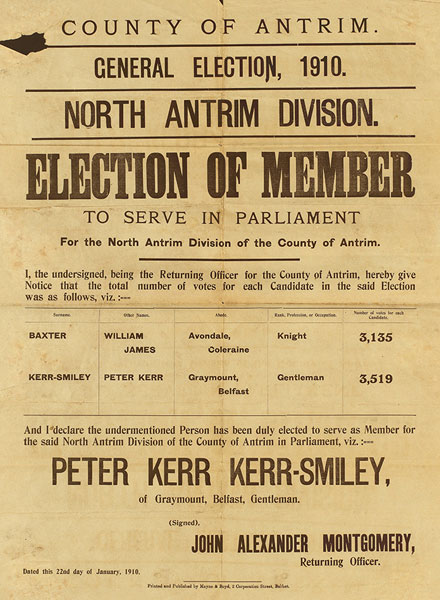 COUNTY OF ANTRIM.
GENERAL ELECTION, 1910.
NORTH ANTRIM DIVISION.
ELECTION OF MEMBER
TO SERVE IN PARLIAMENT
For the North Antrim Division of the County of Antrim.
I, the undersigned, being the Returning Officer for the County of Antrim, hereby give
Notice that the total number of votes for each Candidate in the said Election
was as follows, viz. :--
Surname. Other Names. Abode. Rank, Profession, or Occupation. Number of votes for each
Candidate.
BAXTER WILLIAM Avondale, Knight 3,135
JAMES Coleraine
KERR-SMILEY PETER KERR Graymount, Gentleman 3,519
Belfast
And I declare the undermentioned Person has been duly elected to serve as Member for
the said North Antrim Division of the County of Antrim in Parliament, viz. :--
PETER KERR KERR-SMILEY,
of Graymount, Belfast, Gentleman.
(Signed),
JOHN ALEXANDER MONTGOMERY,
Returning Officer.
Dated this 22nd day of January, 1910.
Printed and Published by Mayne & Boyd, 2 Corporation Street, Belfast.